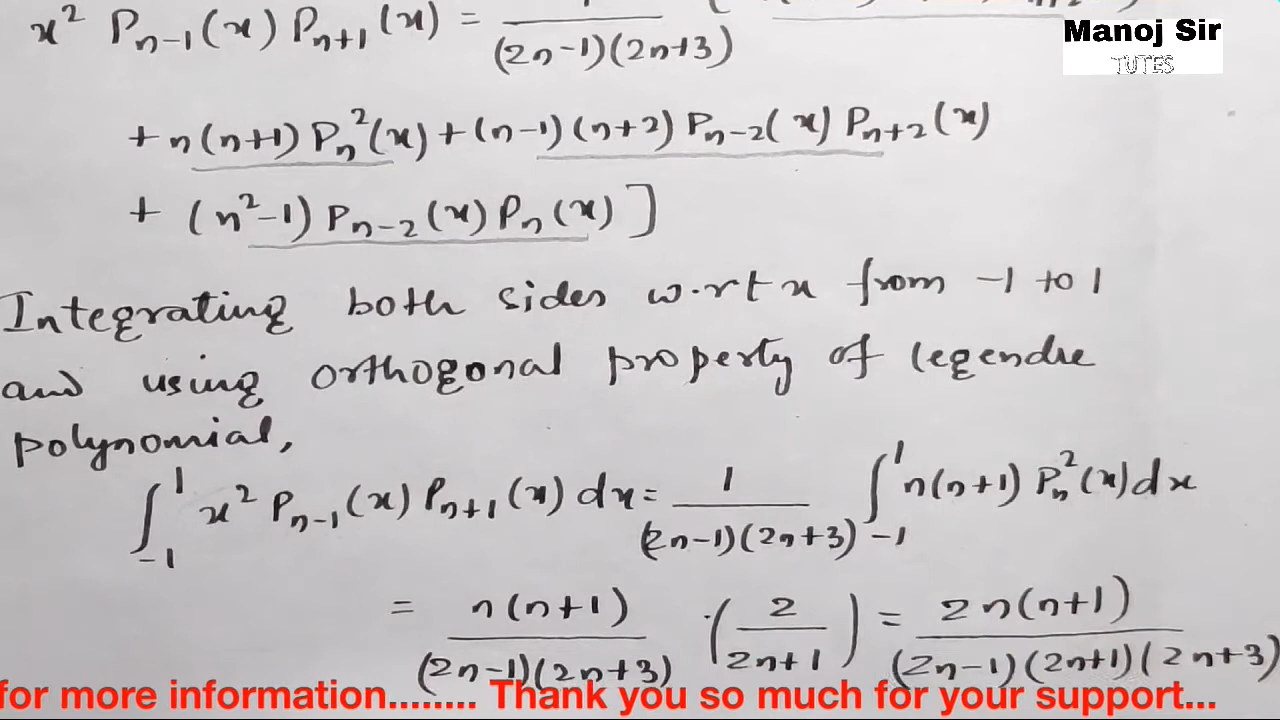 x² Pₙ₋₁(x) Pₙ₊₁(x) = 1/((2n-1)(2n+3))
Manoj Sir
TUTES
+ n(n+1) Pₙ²(x) + (n-1)(n+2) Pₙ₋₂(x) Pₙ₊₂(x)
+ (n²-1) Pₙ₋₂(x) Pₙ(x) ]
Integrating both sides w.r.t x from -1 to 1
and using orthogonal property of legendre
polynomial,
∫₋₁¹ x² Pₙ₋₁(x) Pₙ₊₁(x) dx = 1/((2n-1)(2n+3)) ∫₋₁¹ n(n+1) Pₙ²(x) dx
= n(n+1)/((2n-1)(2n+3)) · (2/(2n+1)) = 2n(n+1)/((2n-1)(2n+1)(2n+3))
for more information........ Thank you so much for your support...